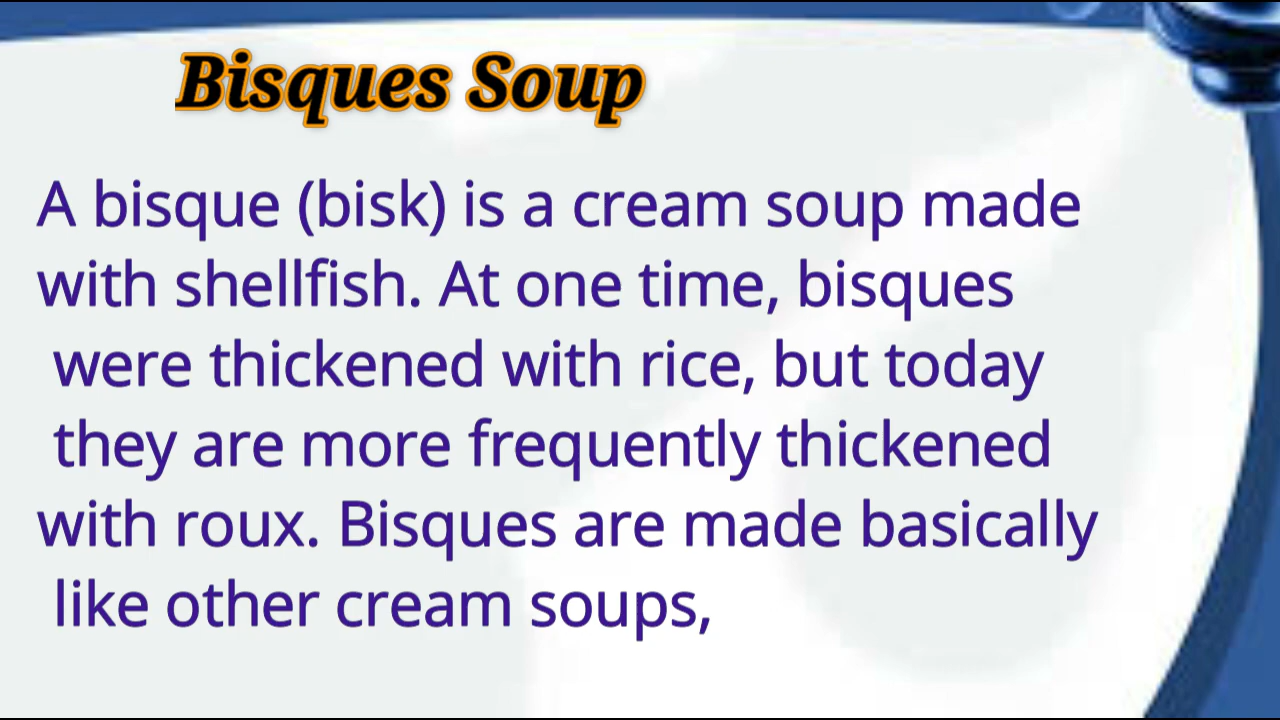 Bisques Soup
A bisque (bisk) is a cream soup made
with shellfish. At one time, bisques
were thickened with rice, but today
they are more frequently thickened
with roux. Bisques are made basically
like other cream soups,